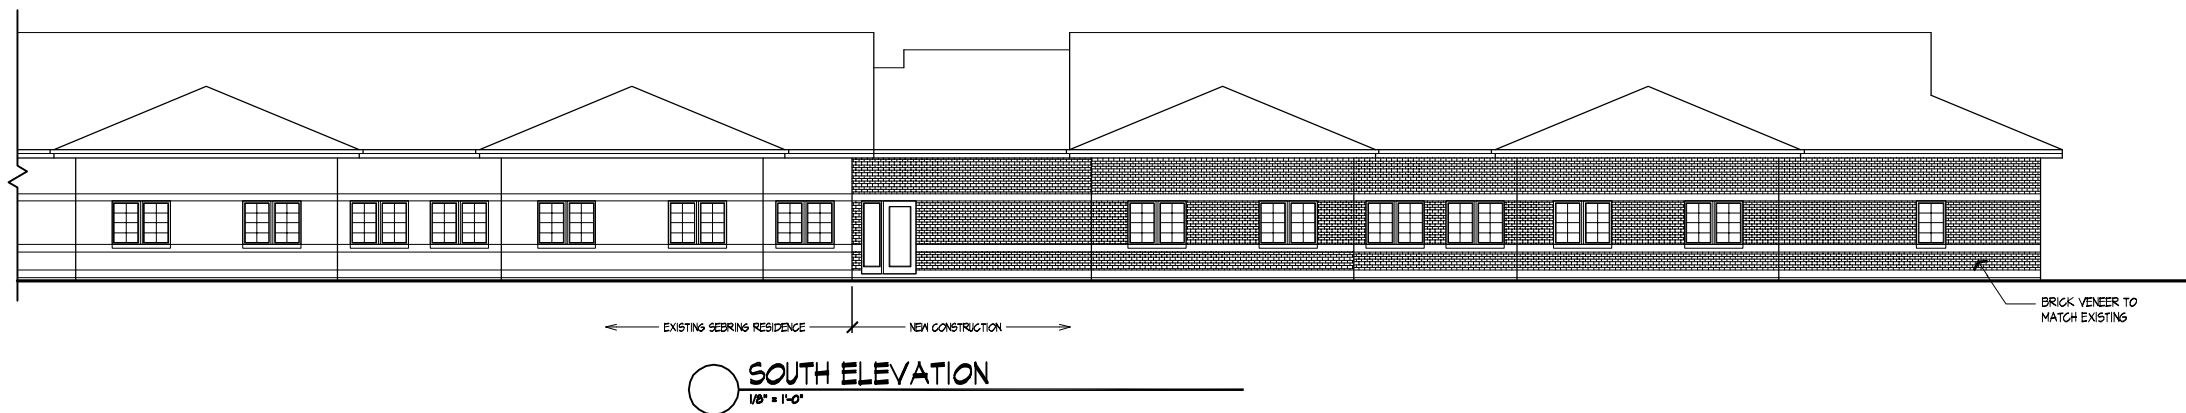 EXISTING SEBRING RESIDENCE
NEW CONSTRUCTION
BRICK VENEER TO
MATCH EXISTING
SOUTH ELEVATION
1/8" = 1'-0"